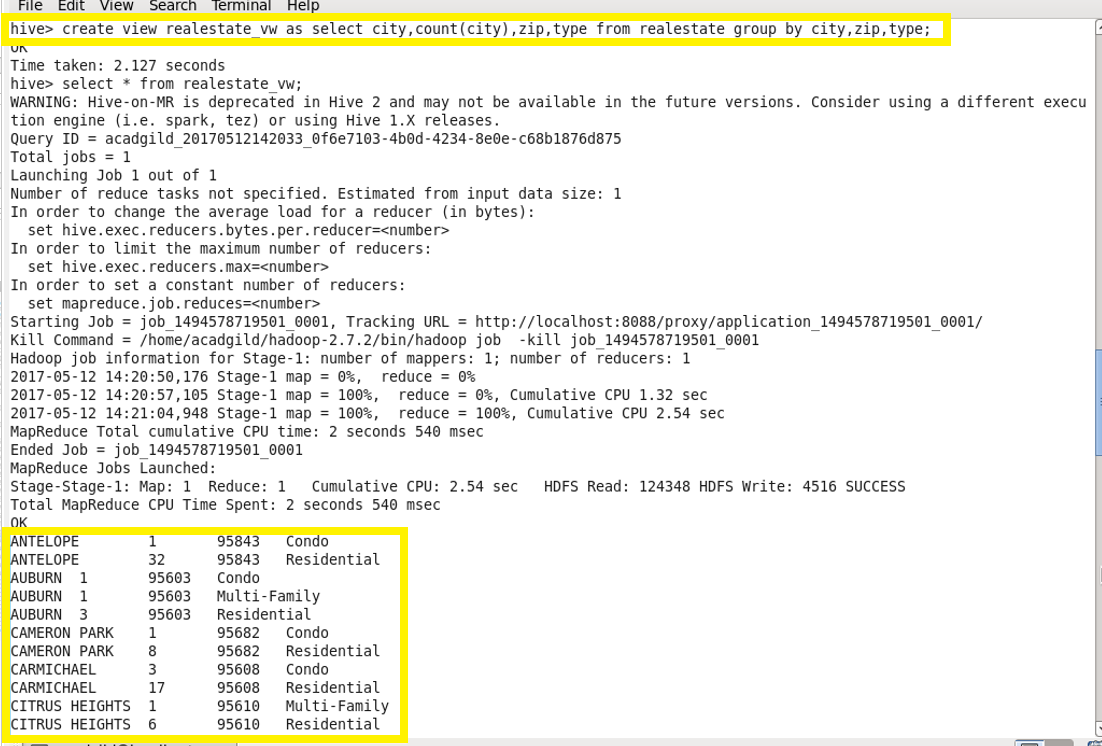 File Edit View Search Terminal Help
hive> create view realestate_vw as select city,count(city),zip,type from realestate group by city,zip,type;
OK
Time taken: 2.127 seconds
hive> select * from realestate_vw;
WARNING: Hive-on-MR is deprecated in Hive 2 and may not be available in the future versions. Consider using a different execu
tion engine (i.e. spark, tez) or using Hive 1.X releases.
Query ID = acadgild_20170512142033_0f6e7103-4b0d-4234-8e0e-c68b1876d875
Total jobs = 1
Launching Job 1 out of 1
Number of reduce tasks not specified. Estimated from input data size: 1
In order to change the average load for a reducer (in bytes):
  set hive.exec.reducers.bytes.per.reducer=<number>
In order to limit the maximum number of reducers:
  set hive.exec.reducers.max=<number>
In order to set a constant number of reducers:
  set mapreduce.job.reduces=<number>
Starting Job = job_1494578719501_0001, Tracking URL = http://localhost:8088/proxy/application_1494578719501_0001/
Kill Command = /home/acadgild/hadoop-2.7.2/bin/hadoop job  -kill job_1494578719501_0001
Hadoop job information for Stage-1: number of mappers: 1; number of reducers: 1
2017-05-12 14:20:50,176 Stage-1 map = 0%,  reduce = 0%
2017-05-12 14:20:57,105 Stage-1 map = 100%,  reduce = 0%, Cumulative CPU 1.32 sec
2017-05-12 14:21:04,948 Stage-1 map = 100%,  reduce = 100%, Cumulative CPU 2.54 sec
MapReduce Total cumulative CPU time: 2 seconds 540 msec
Ended Job = job_1494578719501_0001
MapReduce Jobs Launched:
Stage-Stage-1: Map: 1  Reduce: 1   Cumulative CPU: 2.54 sec   HDFS Read: 124348 HDFS Write: 4516 SUCCESS
Total MapReduce CPU Time Spent: 2 seconds 540 msec
OK
ANTELOPE	1	95843	Condo
ANTELOPE	32	95843	Residential
AUBURN	1	95603	Condo
AUBURN	1	95603	Multi-Family
AUBURN	3	95603	Residential
CAMERON PARK	1	95682	Condo
CAMERON PARK	8	95682	Residential
CARMICHAEL	3	95608	Condo
CARMICHAEL	17	95608	Residential
CITRUS HEIGHTS	1	95610	Multi-Family
CITRUS HEIGHTS	6	95610	Residential